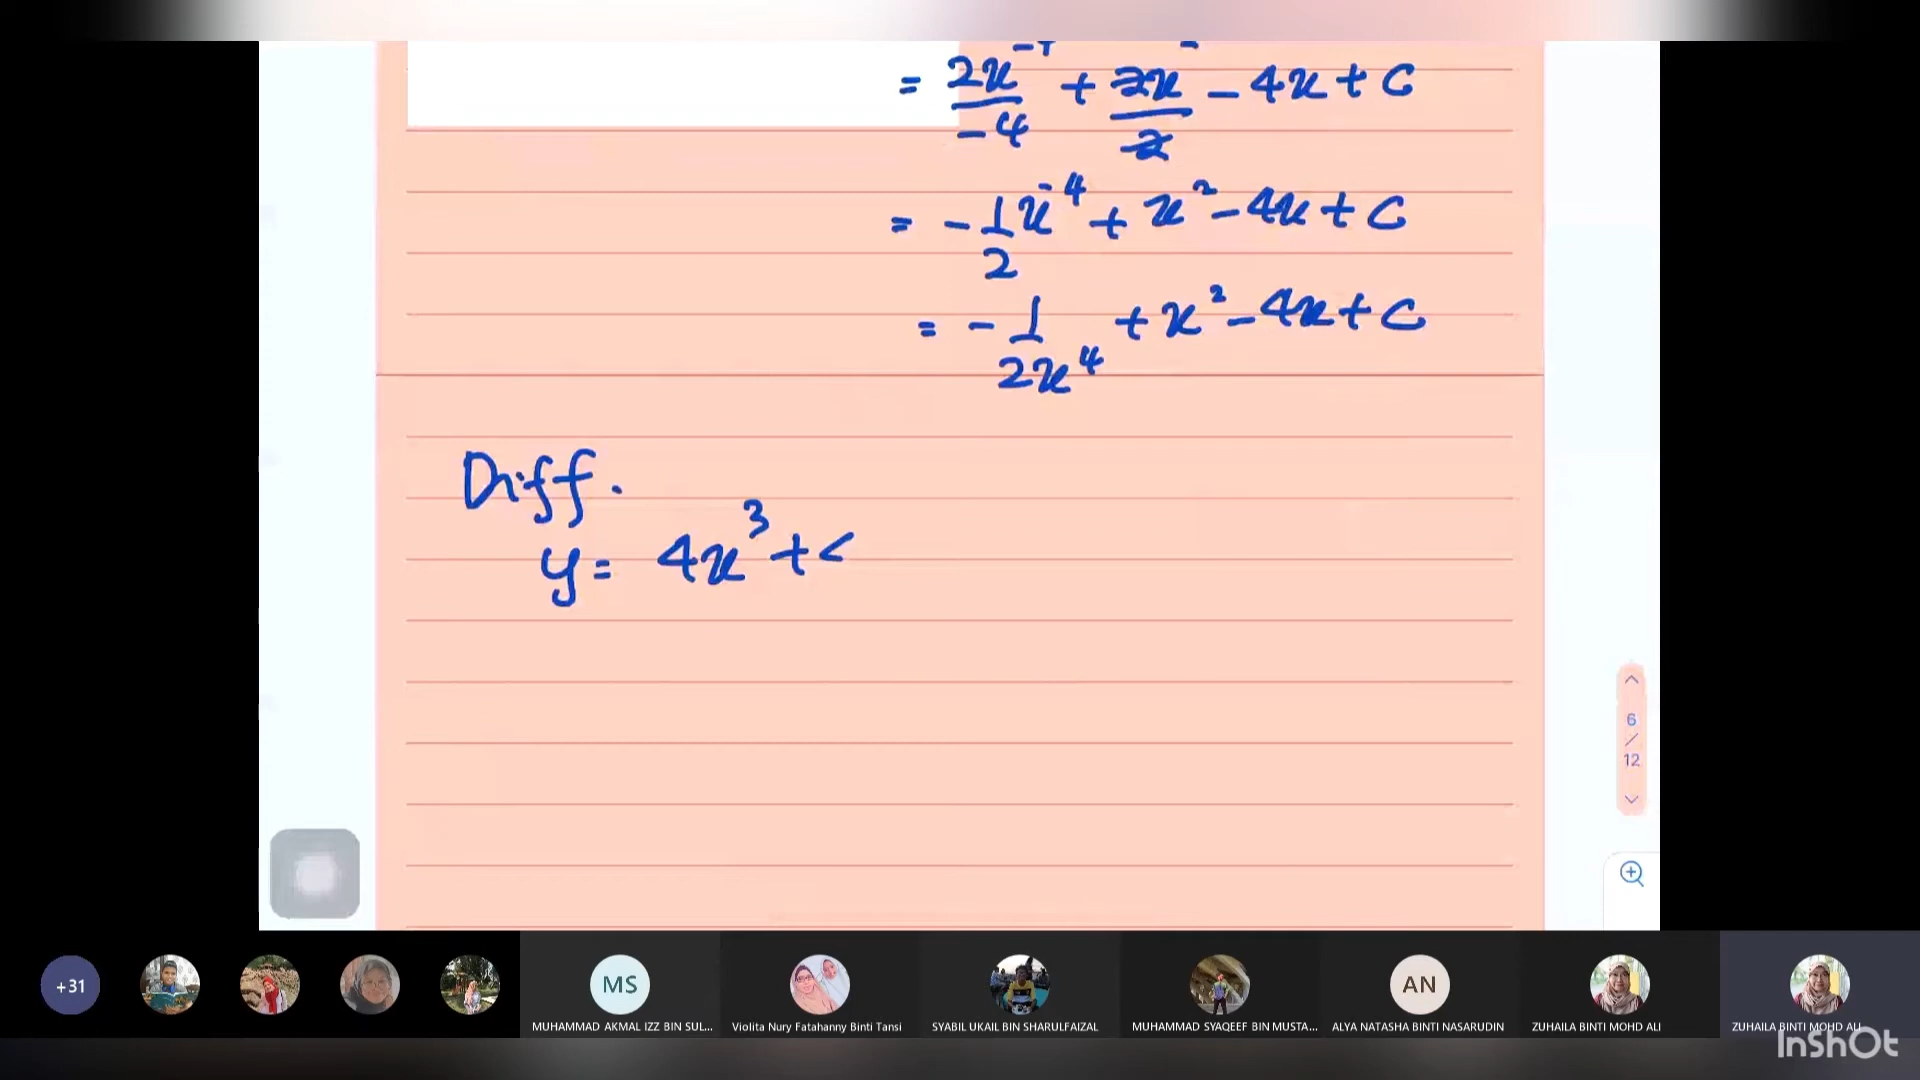 = 2x⁻⁴/-4 + 2x/2 - 4x + c
= - 1/2 x⁻⁴ + x² - 4x + c
= - 1/2x⁴ + x² - 4x + c
Diff.
y = 4x³ + c
6
/
12
+31
MS
AN
MUHAMMAD AKMAL IZZ BIN SUL...
Violita Nury Fatahanny Binti Tansi
SYABIL UKAIL BIN SHARULFAIZAL
MUHAMMAD SYAQEEF BIN MUSTA...
ALYA NATASHA BINTI NASARUDIN
ZUHAILA BINTI MOHD ALI
ZUHAILA BINTI MOHD ALI
InShOt